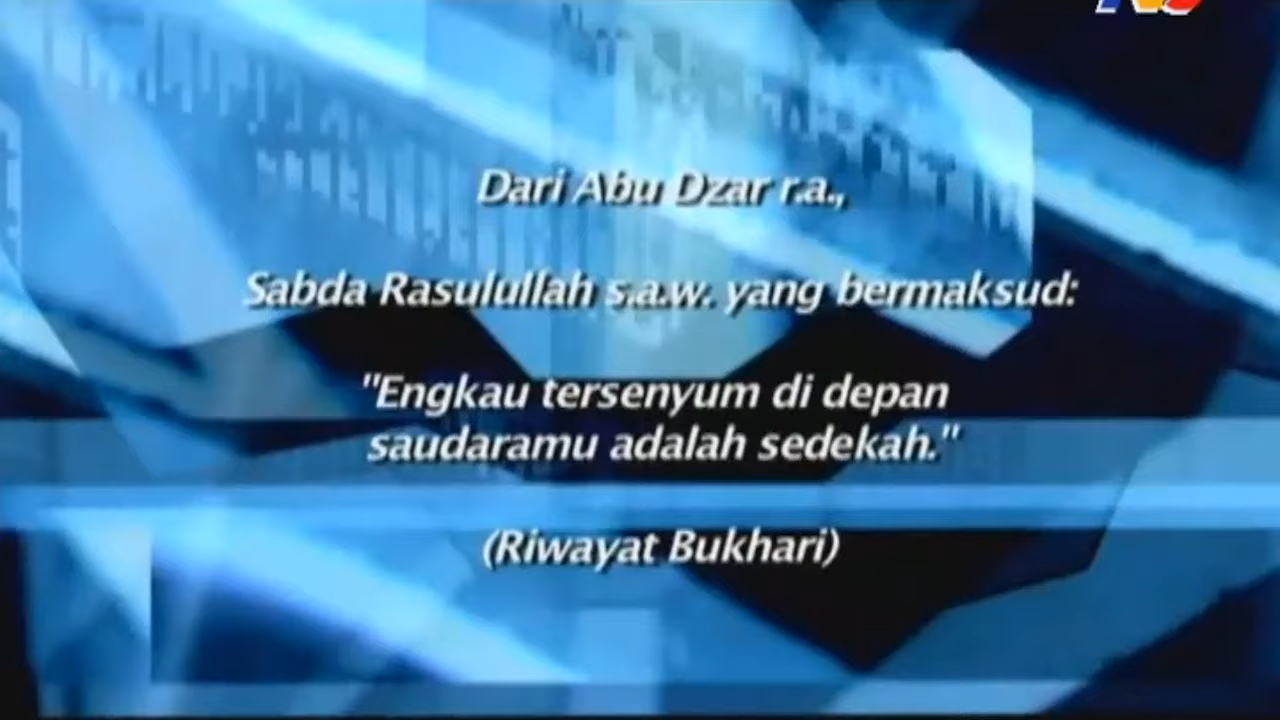 Dari Abu Dzar r.a.,
Sabda Rasulullah s.a.w. yang bermaksud:
"Engkau tersenyum di depan
saudaramu adalah sedekah."
(Riwayat Bukhari)